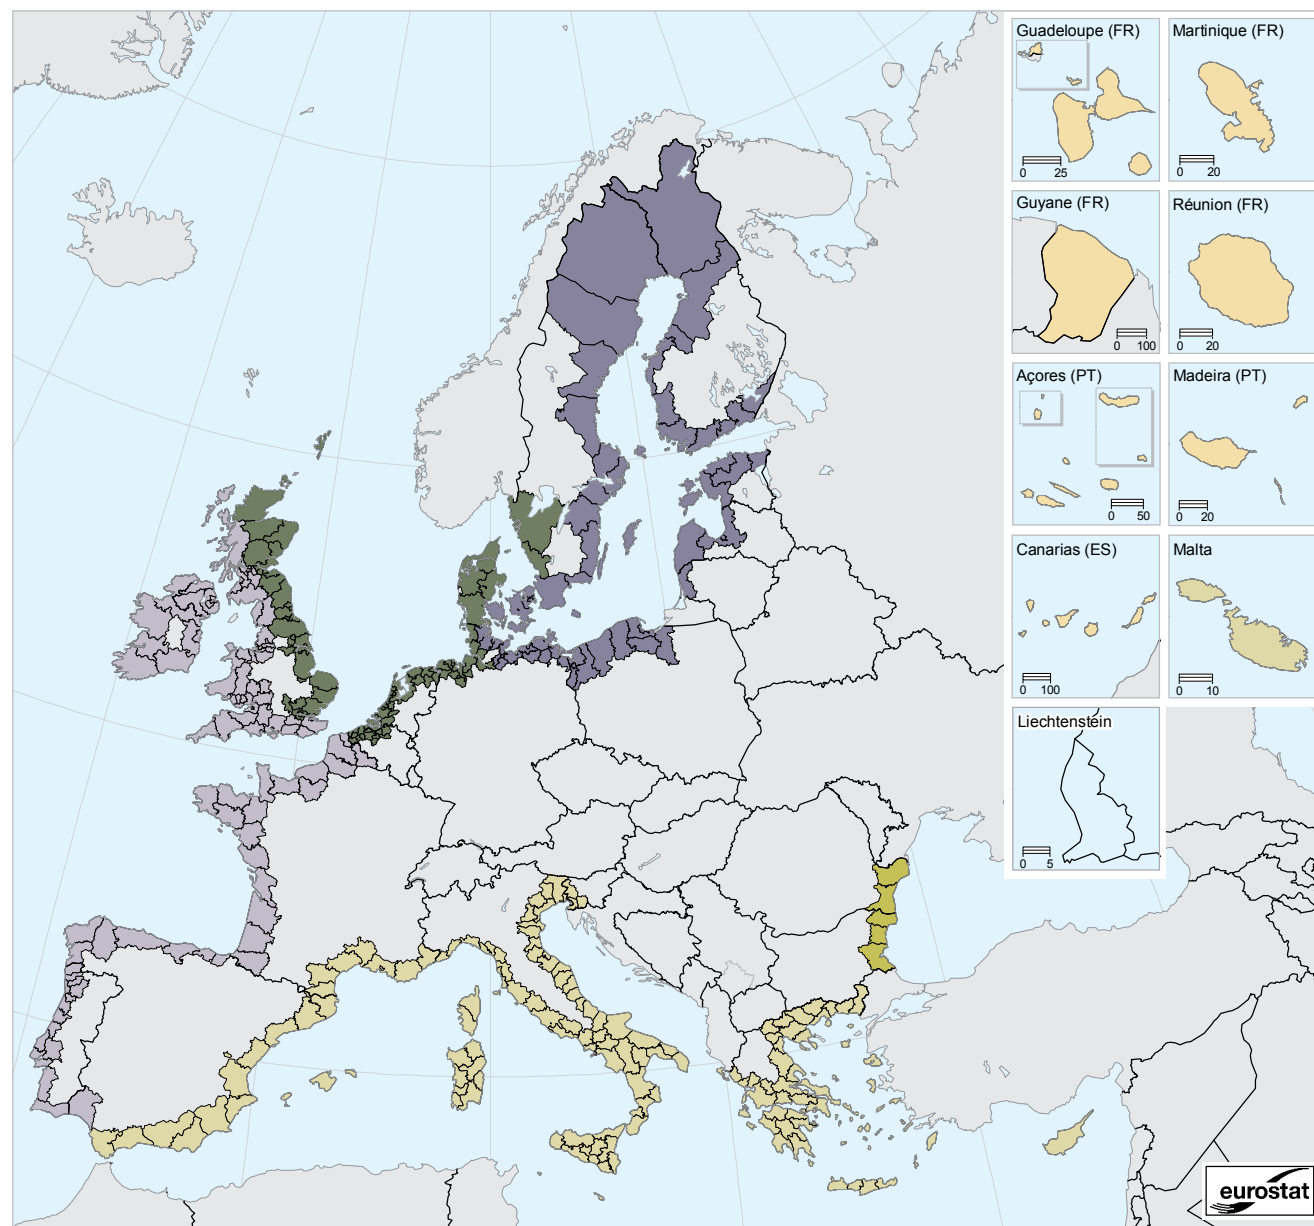 Guadeloupe (FR)
0 25
Martinique (FR)
0 20
Guyane (FR)
0 100
Réunion (FR)
0 20
Açores (PT)
0 50
Madeira (PT)
0 20
Canarias (ES)
0 100
Malta
0 10
Liechtenstein
0 5
eurostat